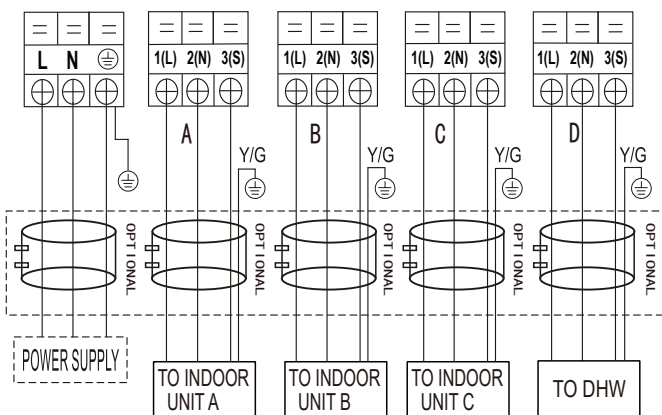 L N
1(L) 2(N) 3(S)
1(L) 2(N) 3(S)
1(L) 2(N) 3(S)
1(L) 2(N) 3(S)
A
B
C
D
Y/G
Y/G
Y/G
Y/G
OPTIONAL
OPTIONAL
OPTIONAL
OPTIONAL
OPTIONAL
POWER SUPPLY
TO INDOOR
UNIT A
TO INDOOR
UNIT B
TO INDOOR
UNIT C
TO DHW